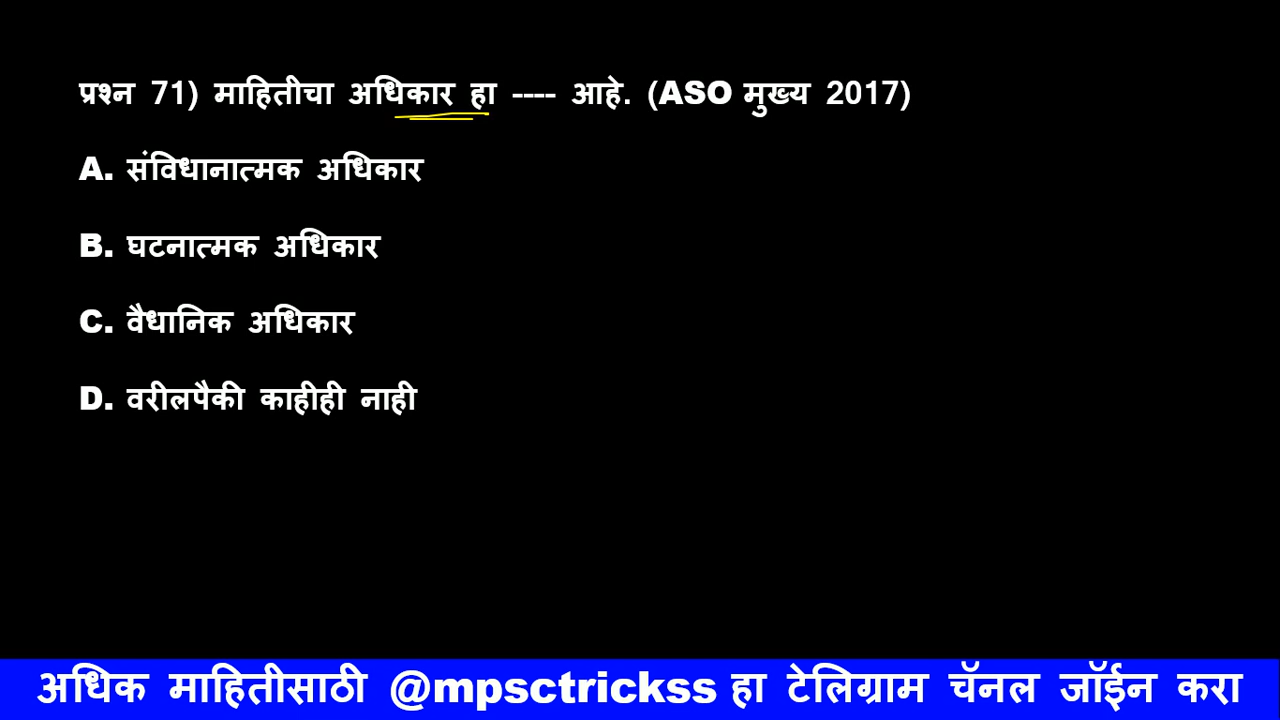 प्रश्न 71) माहितीचा अधिकार हा ---- आहे. (ASO मुख्य 2017)
A. संविधानात्मक अधिकार
B. घटनात्मक अधिकार
C. वैधानिक अधिकार
D. वरीलपैकी काहीही नाही
अधिक माहितीसाठी @mpsctrickss हा टेलिग्राम चॅनल जॉईन करा